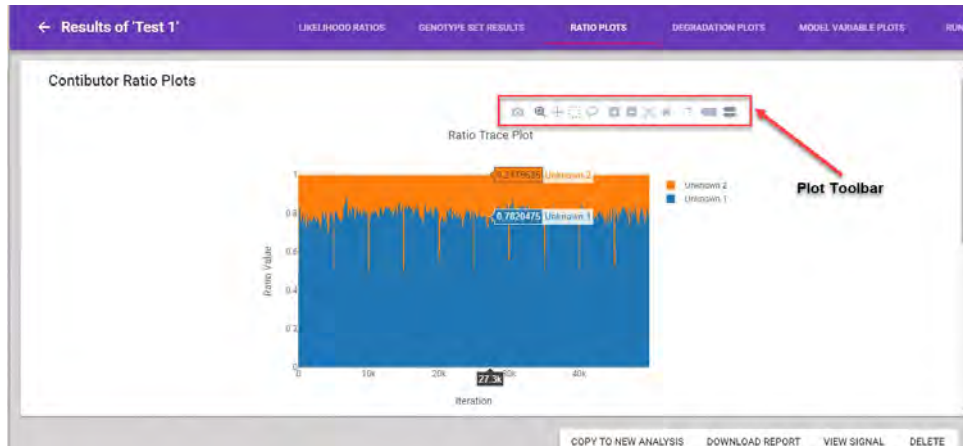 ← Results of 'Test 1'
LIKELIHOOD RATIOS
GENOTYPE SET RESULTS
RATIO PLOTS
DEGRADATION PLOTS
MODEL VARIABLE PLOTS
RUN
Contibutor Ratio Plots
Ratio Trace Plot
Plot Toolbar
Unknown 2
Unknown 2
Unknown 1
0.7820475 Unknown 1
1
0.8
0.6
0.4
0.2
0
Ratio Value
0 10k 20k 30k 40k
27.3k
Iteration
COPY TO NEW ANALYSIS
DOWNLOAD REPORT
VIEW SIGNAL
DELETE